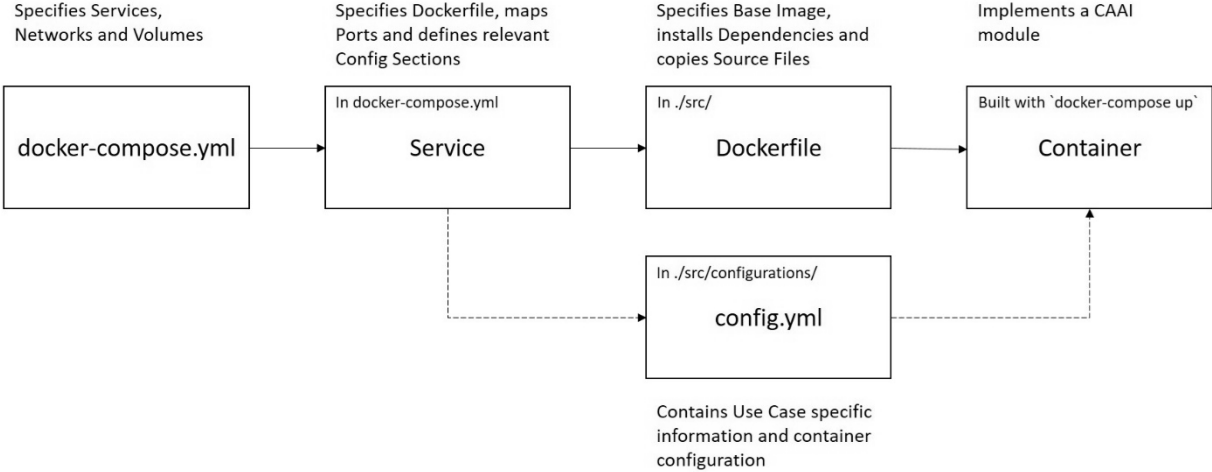 Specifies Services,
Networks and Volumes
Specifies Dockerfile, maps
Ports and defines relevant
Config Sections
Specifies Base Image,
installs Dependencies and
copies Source Files
Implements a CAAI
module
docker-compose.yml
In docker-compose.yml
Service
In ./src/
Dockerfile
Built with `docker-compose up`
Container
In ./src/configurations/
config.yml
Contains Use Case specific
information and container
configuration